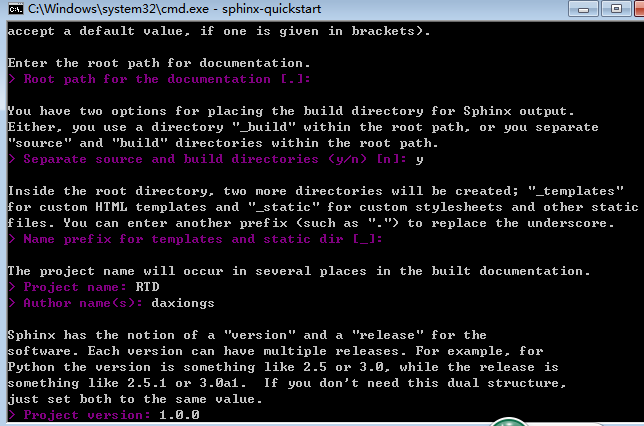 C:\Windows\system32\cmd.exe - sphinx-quickstart
accept a default value, if one is given in brackets).
Enter the root path for documentation.
> Root path for the documentation [.]:
You have two options for placing the build directory for Sphinx output.
Either, you use a directory "_build" within the root path, or you separate
"source" and "build" directories within the root path.
> Separate source and build directories (y/n) [n]: y
Inside the root directory, two more directories will be created; "_templates"
for custom HTML templates and "_static" for custom stylesheets and other static
files. You can enter another prefix (such as ".") to replace the underscore.
> Name prefix for templates and static dir [_]:
The project name will occur in several places in the built documentation.
> Project name: RTD
> Author name(s): daxiongs
Sphinx has the notion of a "version" and a "release" for the
software. Each version can have multiple releases. For example, for
Python the version is something like 2.5 or 3.0, while the release is
something like 2.5.1 or 3.0a1.  If you don't need this dual structure,
just set both to the same value.
> Project version: 1.0.0